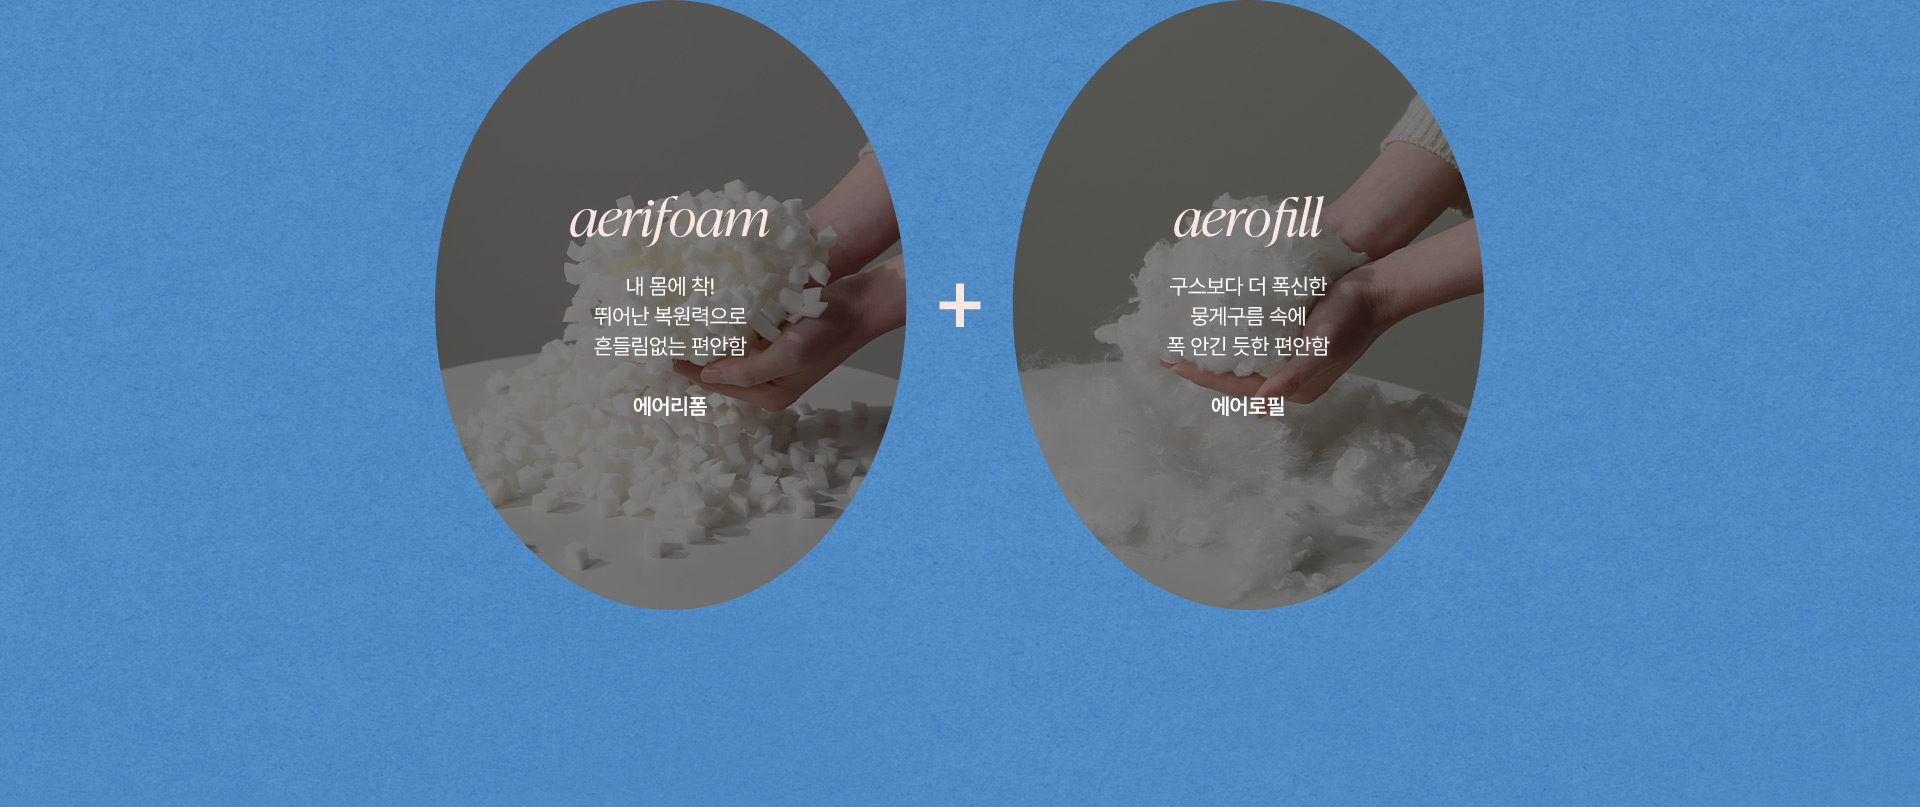 aerifoam
내 몸에 착!
뛰어난 복원력으로
흔들림없는 편안함
에어리폼
+
aerofill
구스보다 더 폭신한
뭉게구름 속에
폭 안긴 듯한 편안함
에어로필